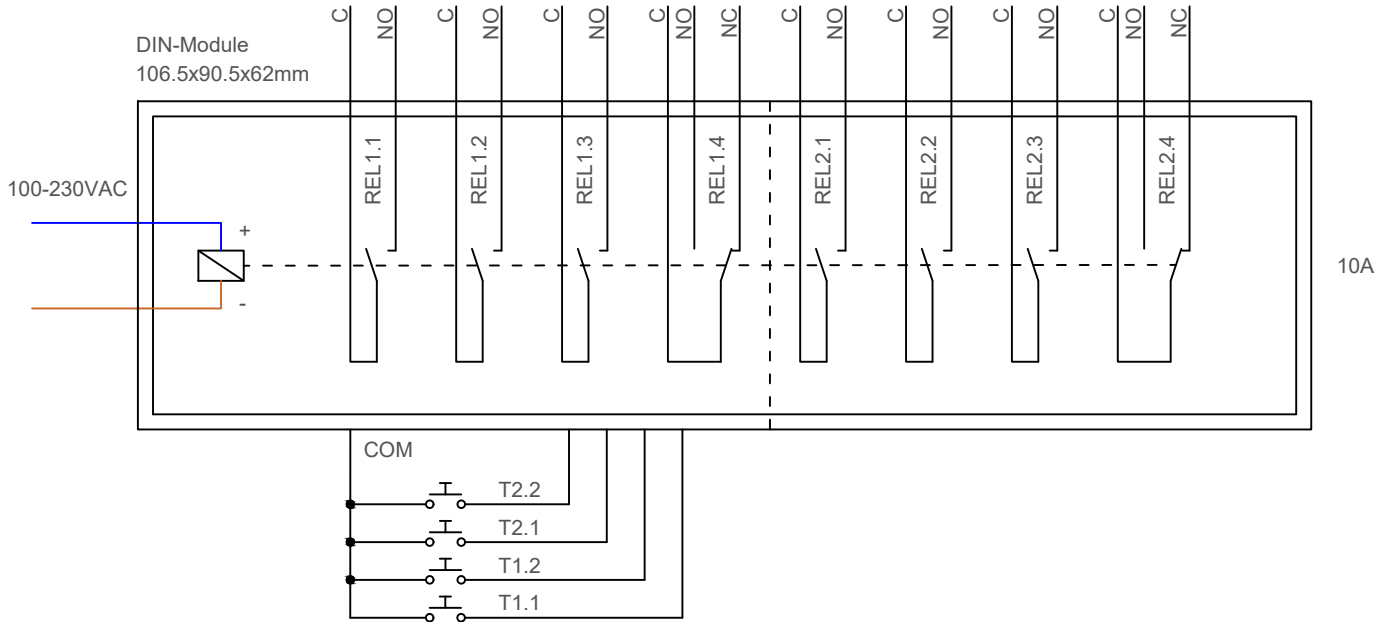 C
NO
C
NO
C
NO
C
NO
NC
C
NO
C
NO
C
NO
C
NO
NC
DIN-Module
106.5x90.5x62mm
REL1.1
REL1.2
REL1.3
REL1.4
REL2.1
REL2.2
REL2.3
REL2.4
100-230VAC
+
-
10A
COM
T2.2
T2.1
T1.2
T1.1